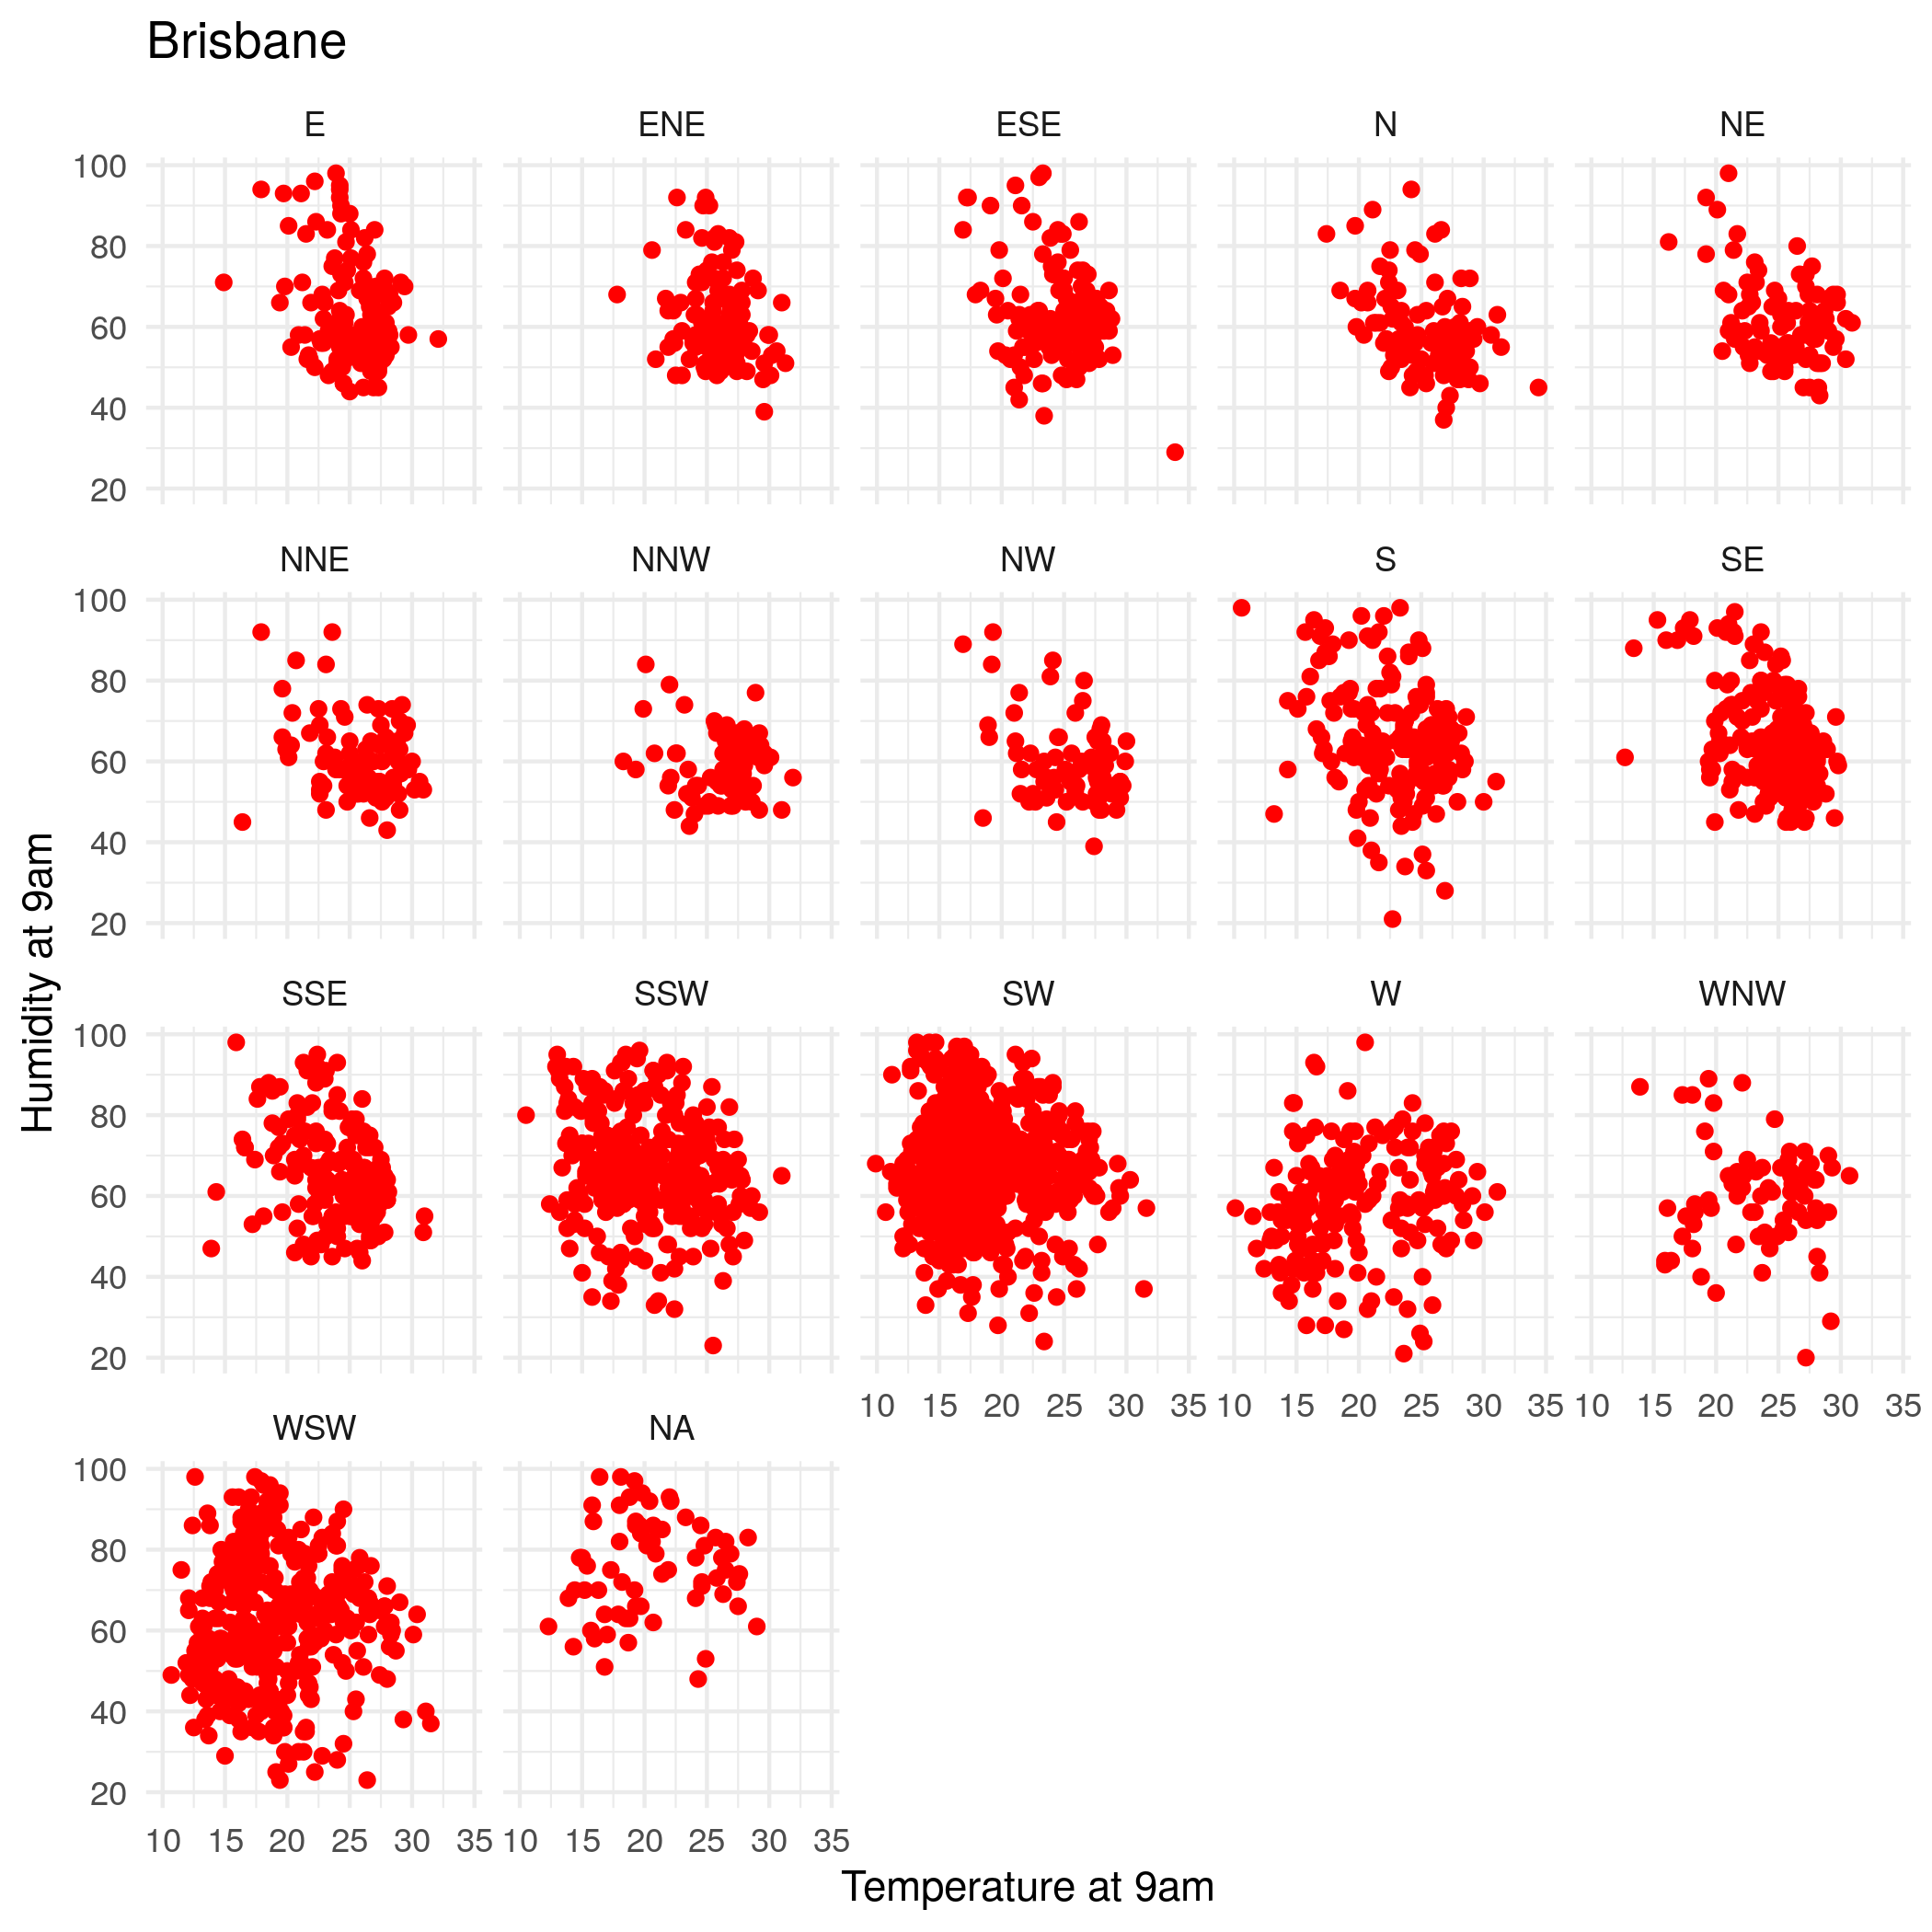 Brisbane
E ENE ESE N NE
100
80
60
40
20
NNE NNW NW S SE
100
80
60
40
20
SSE SSW SW W WNW
100
80
60
40
20
10 15 20 25 30 35 10 15 20 25 30 35 10 15 20 25 30 35
WSW NA
100
80
60
40
20
10 15 20 25 30 35 10 15 20 25 30 35
Humidity at 9am
Temperature at 9am